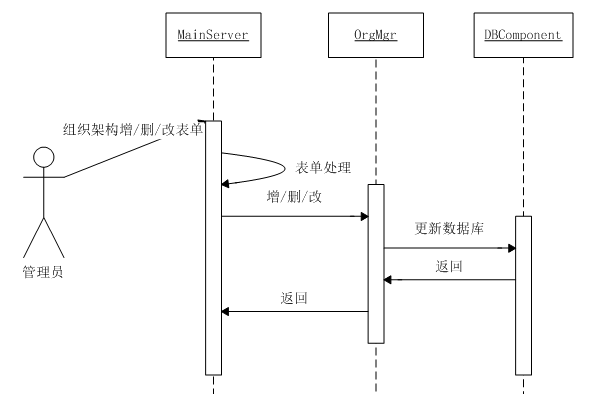 MainServer
OrgMgr
DBComponent
组织架构增/删/改表单
表单处理
增/删/改
更新数据库
返回
管理员
返回